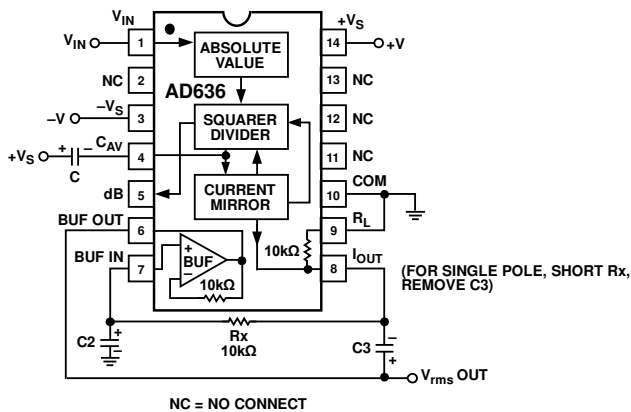 VIN
VIN
1
ABSOLUTE
VALUE
+VS
14
+V
NC
2
13
NC
AD636
–VS
–V
3
SQUARER
DIVIDER
12
NC
CAV
+VS
+
–
C
4
11
NC
dB
5
CURRENT
MIRROR
COM
10
BUF OUT
6
RL
9
10kΩ
BUF IN
7
+
BUF
–
10kΩ
IOUT
8
(FOR SINGLE POLE, SHORT Rx,
REMOVE C3)
C2
+
–
Rx
10kΩ
C3
–
+
Vrms OUT
NC = NO CONNECT